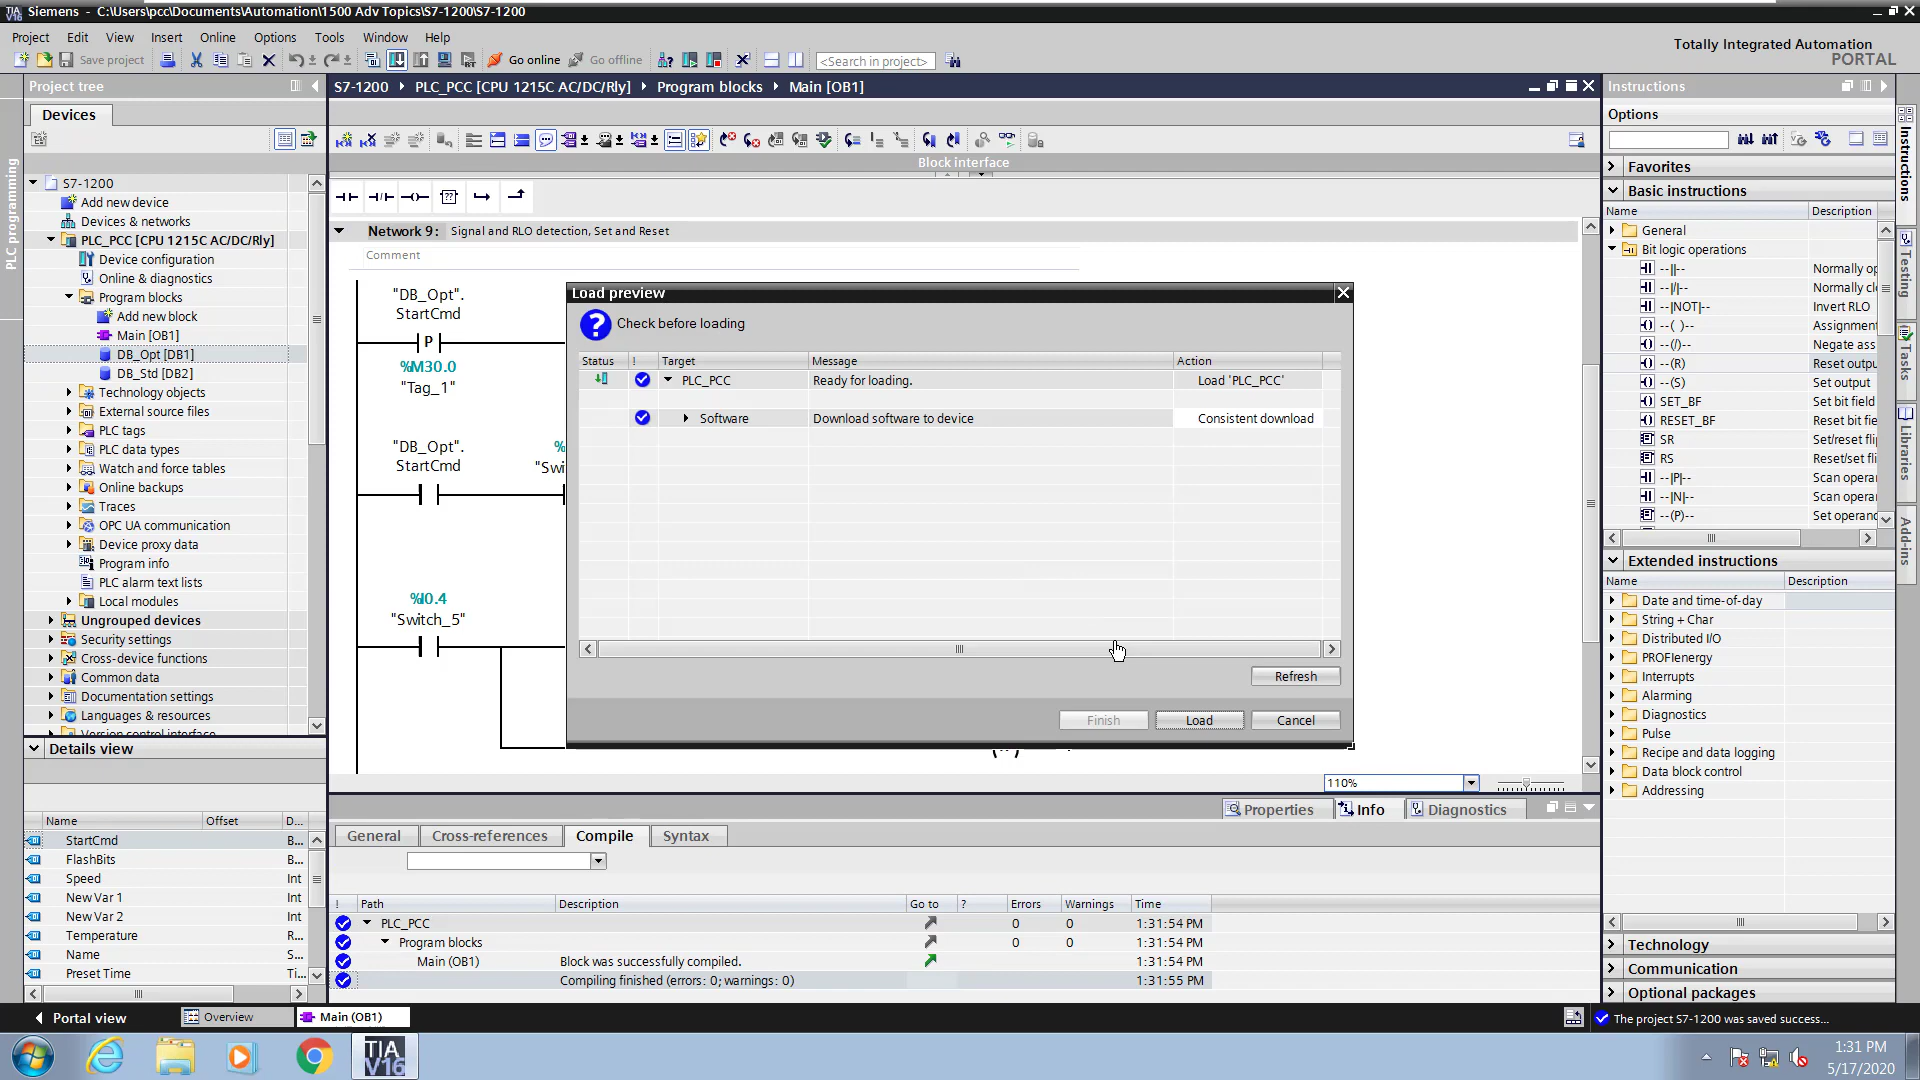 Siemens - C:\Users\pcc\Documents\Automation\1500 Adv Topics\S7-1200\S7-1200
Project Edit View Insert Online Options Tools Window Help
Totally Integrated Automation
PORTAL
Save project Go online Go offline <Search in project>
Project tree
S7-1200 PLC_PCC [CPU 1215C AC/DC/Rly] Program blocks Main [OB1]
Instructions
Devices
Options
Block interface
PLC programming
S7-1200
Add new device
Devices & networks
PLC_PCC [CPU 1215C AC/DC/Rly]
Device configuration
Online & diagnostics
Program blocks
Add new block
Main [OB1]
DB_Opt [DB1]
DB_Std [DB2]
Technology objects
External source files
PLC tags
PLC data types
Watch and force tables
Online backups
Traces
OPC UA communication
Device proxy data
Program info
PLC alarm text lists
Local modules
Ungrouped devices
Security settings
Cross-device functions
Common data
Documentation settings
Languages & resources
Version control interface
Network 9: Signal and RLO detection, Set and Reset
Comment
"DB_Opt".
StartCmd
P
%M30.0
"Tag_1"
"DB_Opt".
StartCmd
%
"Swi
%I0.4
"Switch_5"
Load preview
? Check before loading
Status ! Target Message Action
PLC_PCC Ready for loading. Load 'PLC_PCC'
Software Download software to device Consistent download
Refresh
Finish Load Cancel
110%
Favorites
Basic instructions
Name Description
General
Bit logic operations
--||-- Normally op
--|/|-- Normally cl
--|NOT|-- Invert RLO
--( )-- Assignment
--(/)-- Negate ass
--(R) Reset outpu
--(S) Set output
SET_BF Set bit field
RESET_BF Reset bit f
SR Set/reset fli
RS Reset/set fli
--|P|-- Scan opera
--|N|-- Scan opera
--(P)-- Set operand
Extended instructions
Name Description
Date and time-of-day
String + Char
Distributed I/O
PROFIenergy
Interrupts
Alarming
Diagnostics
Pulse
Recipe and data logging
Data block control
Addressing
Technology
Communication
Optional packages
Instructions
Testing
Tasks
Libraries
Add-ins
Details view
Name Offset D...
StartCmd B...
FlashBits B...
Speed Int
New Var 1 Int
New Var 2 Int
Temperature R...
Name S...
Preset Time Ti...
Properties Info Diagnostics
General Cross-references Compile Syntax
! Path Description Go to ? Errors Warnings Time
PLC_PCC 0 0 1:31:54 PM
Program blocks 0 0 1:31:54 PM
Main (OB1) Block was successfully compiled. 1:31:54 PM
Compiling finished (errors: 0; warnings: 0) 1:31:55 PM
Portal view Overview Main (OB1)
The project S7-1200 was saved success...
TIA
V16
1:31 PM
5/17/2020